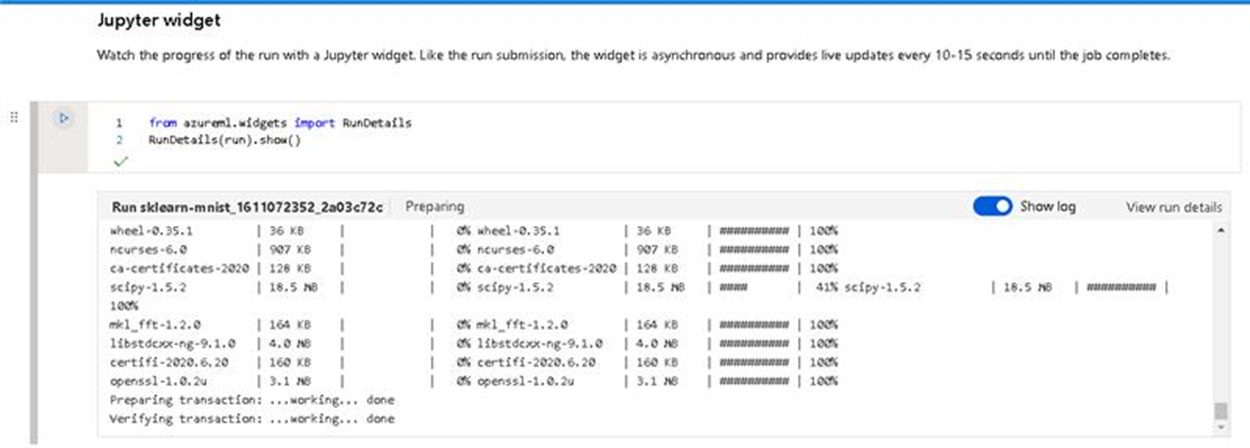 Jupyter widget
Watch the progress of the run with a Jupyter widget. Like the run submission, the widget is asynchronous and provides live updates every 10-15 seconds until the job completes.
1 from azureml.widgets import RunDetails
2 RunDetails(run).show()
Run sklearn-mnist_1611072352_2a03c72c Preparing Show log View run details
wheel-0.35.1 | 36 KB | | 0% wheel-0.35.1 | 36 KB | ########## | 100%
ncurses-6.0 | 907 KB | | 0% ncurses-6.0 | 907 KB | ########## | 100%
ca-certificates-2020 | 128 KB | | 0% ca-certificates-2020 | 128 KB | ########## | 100%
scipy-1.5.2 | 18.5 MB | | 0% scipy-1.5.2 | 18.5 MB | #### | 41% scipy-1.5.2 | 18.5 MB | ########## |
100%
mkl_fft-1.2.0 | 164 KB | | 0% mkl_fft-1.2.0 | 164 KB | ########## | 100%
libstdcxx-ng-9.1.0 | 4.0 MB | | 0% libstdcxx-ng-9.1.0 | 4.0 MB | ########## | 100%
certifi-2020.6.20 | 160 KB | | 0% certifi-2020.6.20 | 160 KB | ########## | 100%
openssl-1.0.2u | 3.1 MB | | 0% openssl-1.0.2u | 3.1 MB | ########## | 100%
Preparing transaction: ...working... done
Verifying transaction: ...working... done